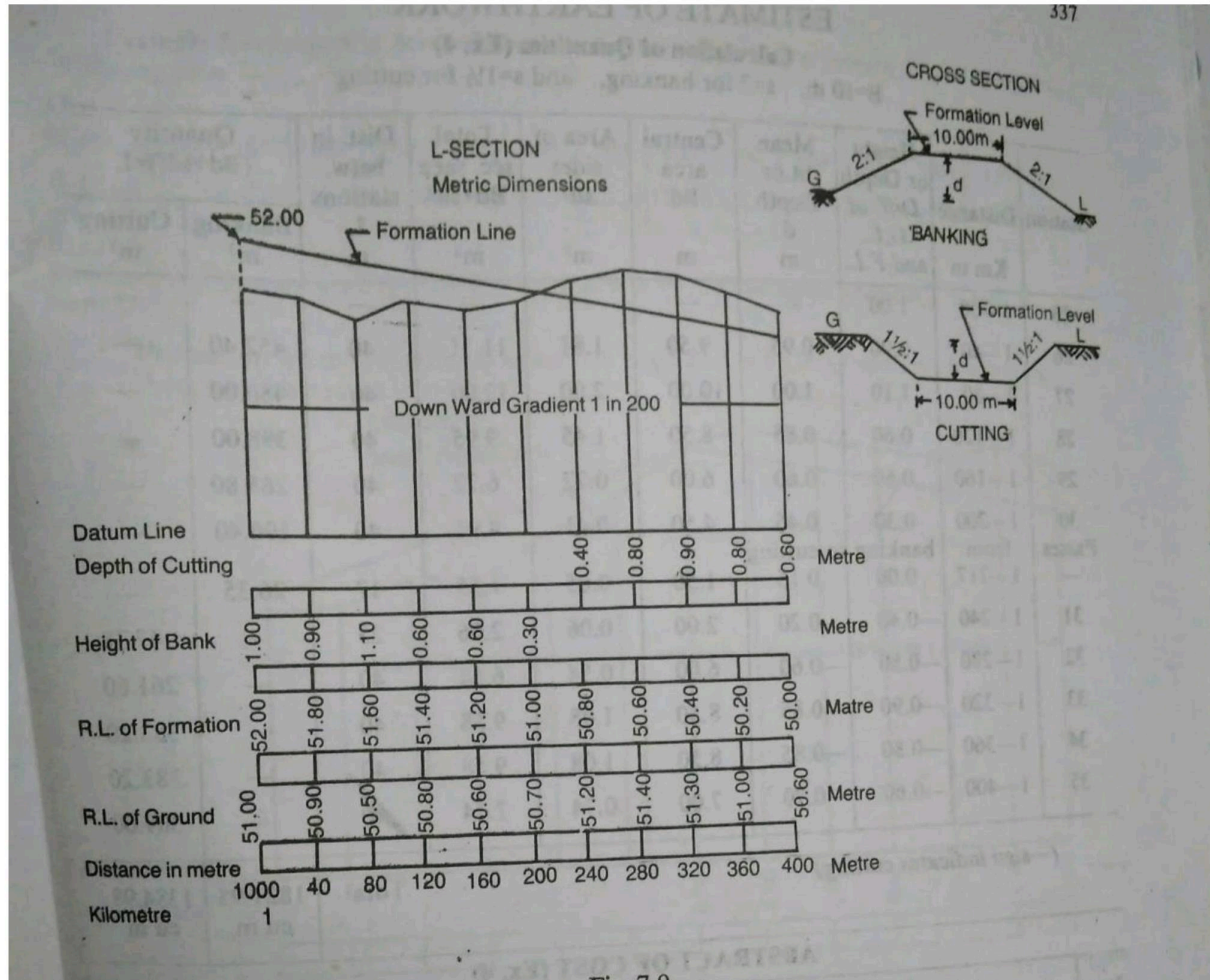 337
CROSS SECTION
Formation Level
10.00m
2:1
2:1
G
d
L
BANKING
L-SECTION
Metric Dimensions
52.00
Formation Line
Formation Level
G
L
1½:1
d
1½:1
10.00 m
CUTTING
Down Ward Gradient 1 in 200
Datum Line
Depth of Cutting 0.40 0.80 0.90 0.80 0.60 Metre
Height of Bank 1.00 0.90 1.10 0.60 0.60 0.30 Metre
R.L. of Formation 52.00 51.80 51.60 51.40 51.20 51.00 50.80 50.60 50.40 50.20 50.00 Matre
R.L. of Ground 51.00 50.90 50.50 50.80 50.60 50.70 51.20 51.40 51.30 51.00 50.60 Metre
Distance in metre 1000 40 80 120 160 200 240 280 320 360 400 Metre
Kilometre 1